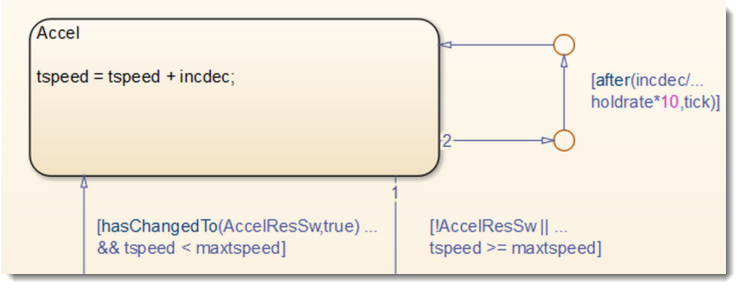 Accel
tspeed = tspeed + incdec;
[after(incdec/...
holdrate*10,tick)]
2
1
[hasChangedTo(AccelResSw,true) ...
&& tspeed < maxtspeed]
[!AccelResSw || ...
tspeed >= maxtspeed]